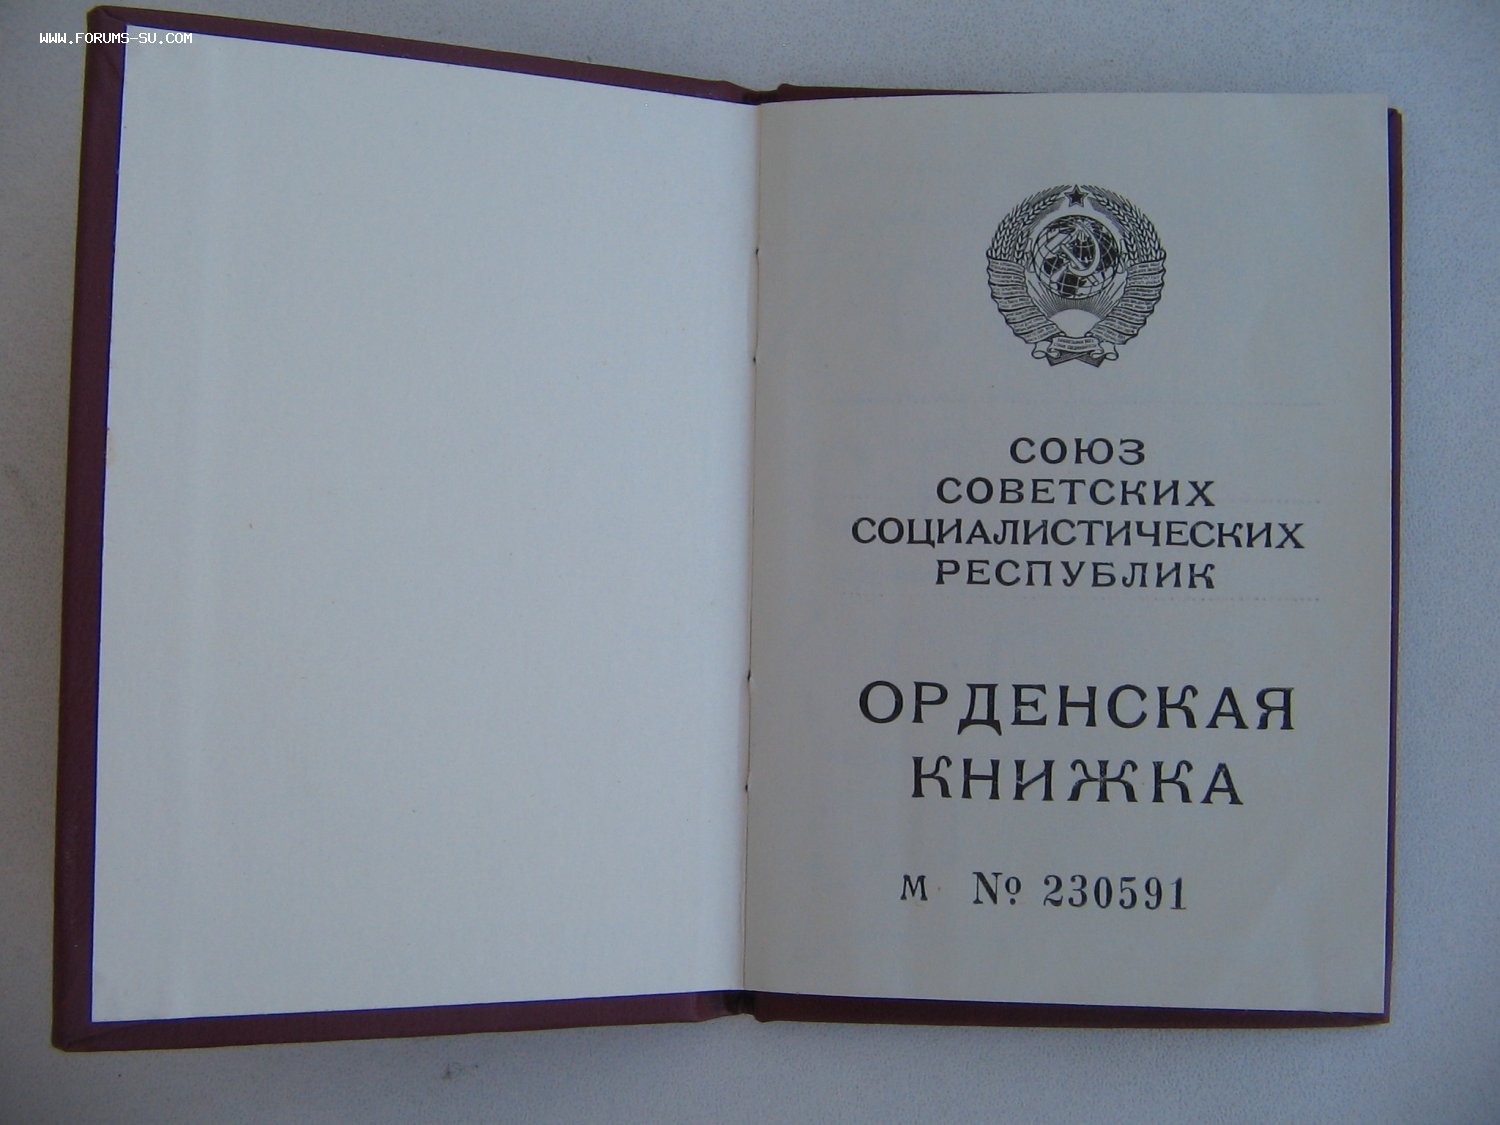 WWW.FORUMS-SU.COM
СОЮЗ
СОВЕТСКИХ
СОЦИАЛИСТИЧЕСКИХ
РЕСПУБЛИК
ОРДЕНСКАЯ
КНИЖКА
М № 230591